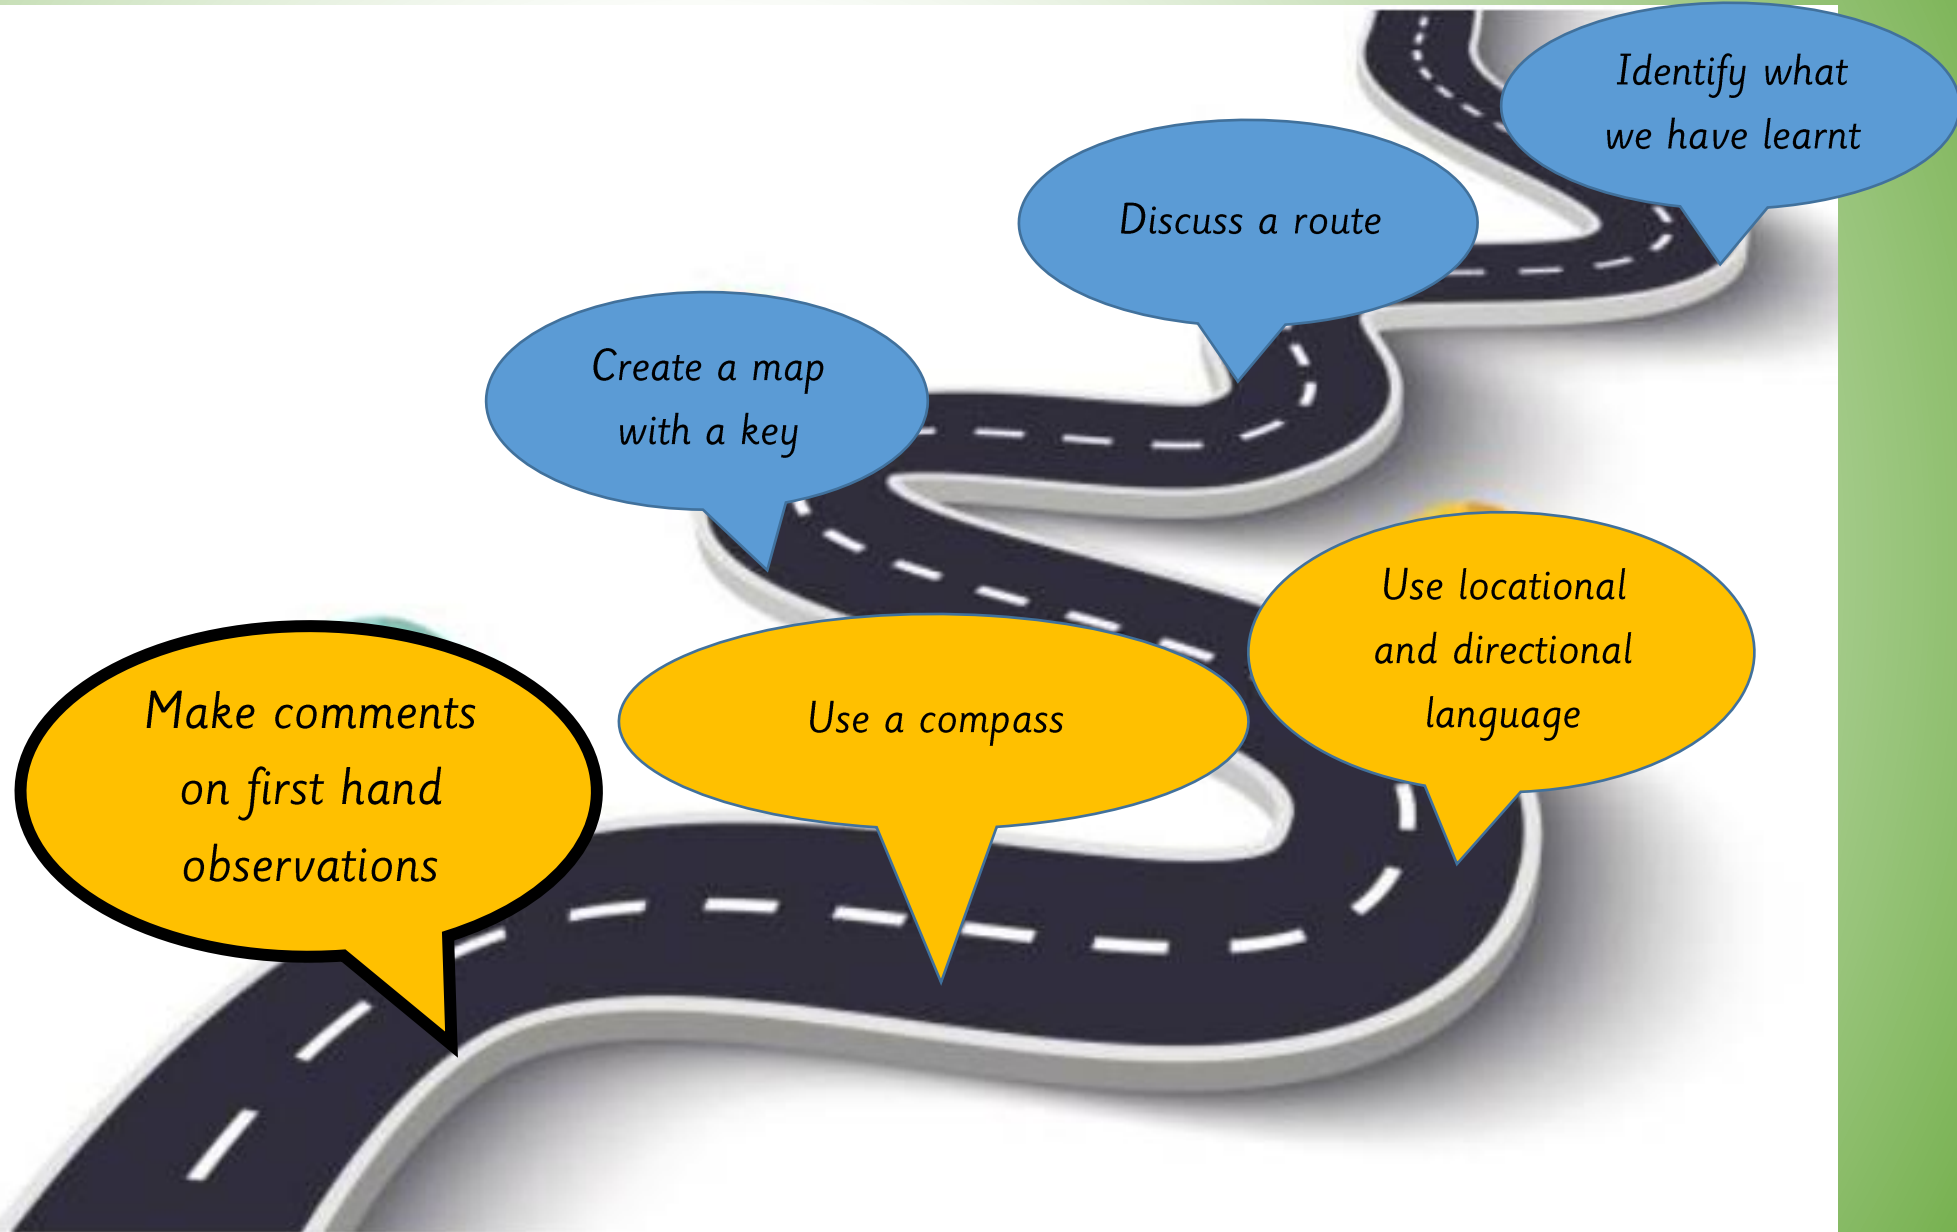 Identify what
we have learnt
Discuss a route
Create a map
with a key
Use locational
and directional
language
Use a compass
Make comments
on first hand
observations